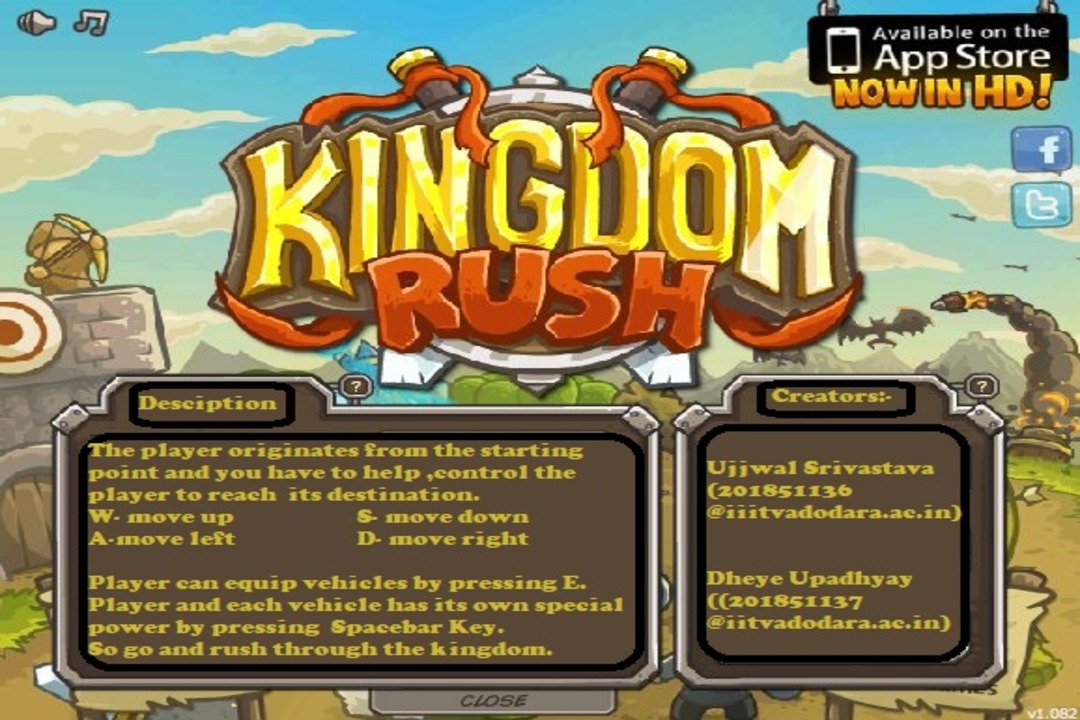 Available on the
App Store
NOW IN HD!
KINGDOM
RUSH
f
t
Desciption
?
The player originates from the starting
point and you have to help ,control the
player to reach its destination.
W- move up S- move down
A-move left D- move right
Player can equip vehicles by pressing E.
Player and each vehicle has its own special
power by pressing Spacebar Key.
So go and rush through the kingdom.
Creators:-
?
Ujjwal Srivastava
(201851136
@iiitvadodara.ac.in)
Dheye Upadhyay
((201851137
@iitvadodara.ac.in)
CLOSE
v1.082